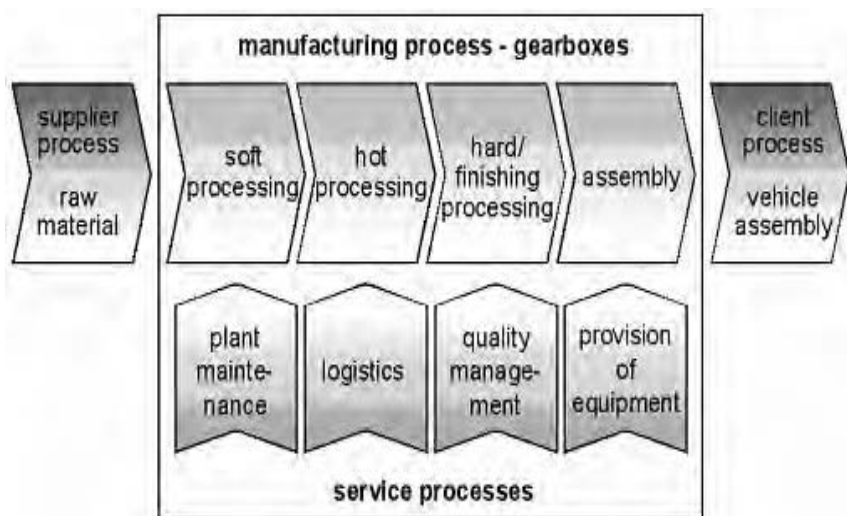 manufacturing process - gearboxes
supplier
process
raw
material
soft
processing
hot
processing
hard/
finishing
processing
assembly
client
process
vehicle
assembly
plant
mainte-
nance
logistics
quality
manage-
ment
provision
of
equipment
service processes